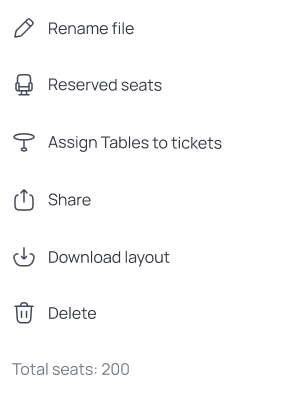 Rename file
Reserved seats
Assign Tables to tickets
Share
Download layout
Delete
Total seats: 200